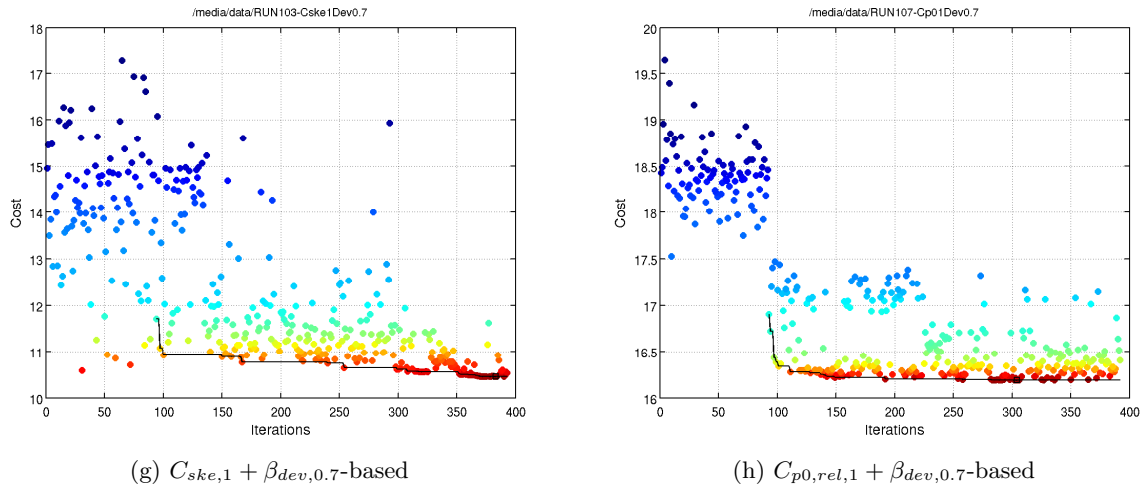 /media/data/RUN103-Cske1Dev0.7
18
17
16
15
14
13
12
11
10
Cost
0 50 100 150 200 250 300 350 400
Iterations
(g) C_{ske,1} + β_{dev,0.7}-based
/media/data/RUN107-Cp01Dev0.7
20
19.5
19
18.5
18
17.5
17
16.5
16
Cost
0 50 100 150 200 250 300 350 400
Iterations
(h) C_{p0,rel,1} + β_{dev,0.7}-based